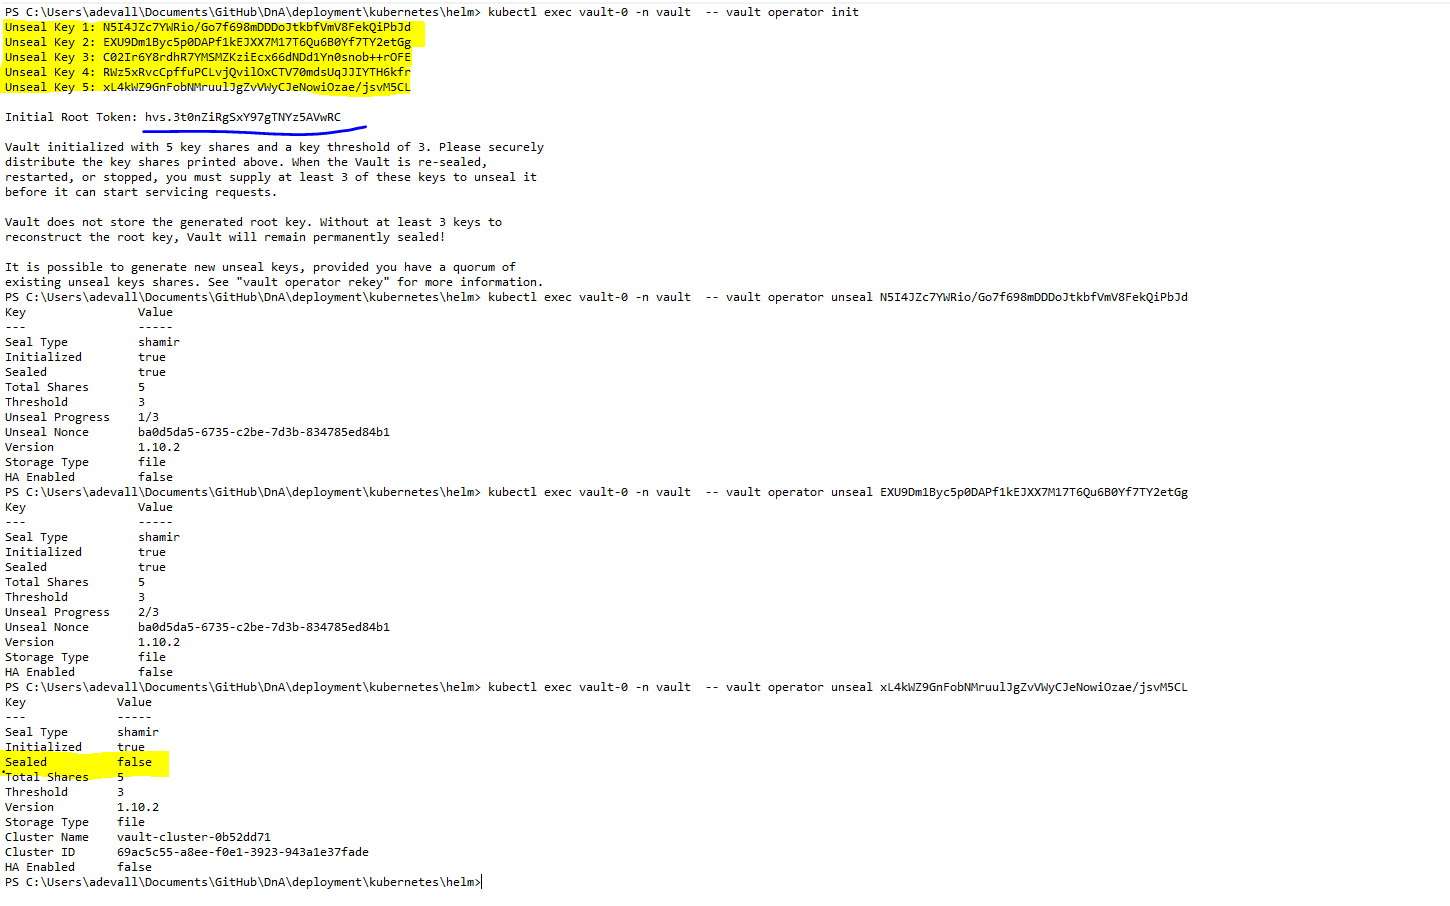 PS C:\Users\adevall\Documents\GitHub\DnA\deployment\kubernetes\helm> kubectl exec vault-0 -n vault  -- vault operator init
Unseal Key 1: N5I4JZc7YWRio/Go7f698mDDDoJtkbfVmV8FekQiPbJd
Unseal Key 2: EXU9Dm1Byc5p0DAPf1kEJXX7M17T6Qu6B0Yf7TY2etGg
Unseal Key 3: C02Ir6Y8rdhR7YMSMZKziEcx66dNDd1Yn0snob++rOFE
Unseal Key 4: RWz5xRvcCpffuPCLvjQvilOxCTV70mdsUqJJIYTH6kfr
Unseal Key 5: xL4kWZ9GnFobNMruulJgZvVWyCJeNowiOzae/jsvM5CL
Initial Root Token: hvs.3t0nZiRgSxY97gTNYz5AVwRC
Vault initialized with 5 key shares and a key threshold of 3. Please securely
distribute the key shares printed above. When the Vault is re-sealed,
restarted, or stopped, you must supply at least 3 of these keys to unseal it
before it can start servicing requests.
Vault does not store the generated root key. Without at least 3 keys to
reconstruct the root key, Vault will remain permanently sealed!
It is possible to generate new unseal keys, provided you have a quorum of
existing unseal keys shares. See "vault operator rekey" for more information.
PS C:\Users\adevall\Documents\GitHub\DnA\deployment\kubernetes\helm> kubectl exec vault-0 -n vault  -- vault operator unseal N5I4JZc7YWRio/Go7f698mDDDoJtkbfVmV8FekQiPbJd
Key                Value
---                -----
Seal Type          shamir
Initialized        true
Sealed             true
Total Shares       5
Threshold          3
Unseal Progress    1/3
Unseal Nonce       ba0d5da5-6735-c2be-7d3b-834785ed84b1
Version            1.10.2
Storage Type       file
HA Enabled         false
PS C:\Users\adevall\Documents\GitHub\DnA\deployment\kubernetes\helm> kubectl exec vault-0 -n vault  -- vault operator unseal EXU9Dm1Byc5p0DAPf1kEJXX7M17T6Qu6B0Yf7TY2etGg
Key                Value
---                -----
Seal Type          shamir
Initialized        true
Sealed             true
Total Shares       5
Threshold          3
Unseal Progress    2/3
Unseal Nonce       ba0d5da5-6735-c2be-7d3b-834785ed84b1
Version            1.10.2
Storage Type       file
HA Enabled         false
PS C:\Users\adevall\Documents\GitHub\DnA\deployment\kubernetes\helm> kubectl exec vault-0 -n vault  -- vault operator unseal xL4kWZ9GnFobNMruulJgZvVWyCJeNowiOzae/jsvM5CL
Key             Value
---             -----
Seal Type       shamir
Initialized     true
Sealed          false
Total Shares    5
Threshold       3
Version         1.10.2
Storage Type    file
Cluster Name    vault-cluster-0b52dd71
Cluster ID      69ac5c55-a8ee-f0e1-3923-943a1e37fade
HA Enabled      false
PS C:\Users\adevall\Documents\GitHub\DnA\deployment\kubernetes\helm>